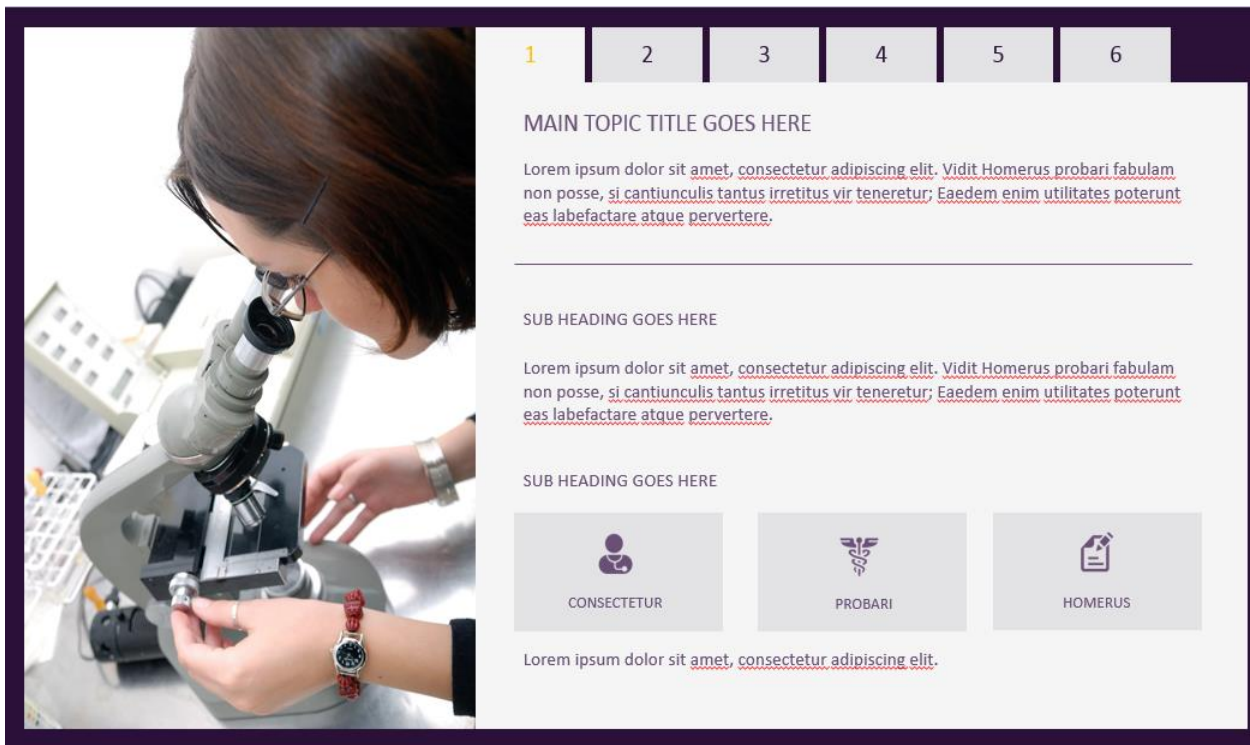 1 2 3 4 5 6
MAIN TOPIC TITLE GOES HERE
Lorem ipsum dolor sit amet, consectetur adipiscing elit. Vidit Homerus probari fabulam
non posse, si cantiunculis tantus irretitus vir teneretur; Eaedem enim utilitates poterunt
eas labefactare atque pervertere.
SUB HEADING GOES HERE
Lorem ipsum dolor sit amet, consectetur adipiscing elit. Vidit Homerus probari fabulam
non posse, si cantiunculis tantus irretitus vir teneretur; Eaedem enim utilitates poterunt
eas labefactare atque pervertere.
SUB HEADING GOES HERE
CONSECTETUR
PROBARI
HOMERUS
Lorem ipsum dolor sit amet, consectetur adipiscing elit.